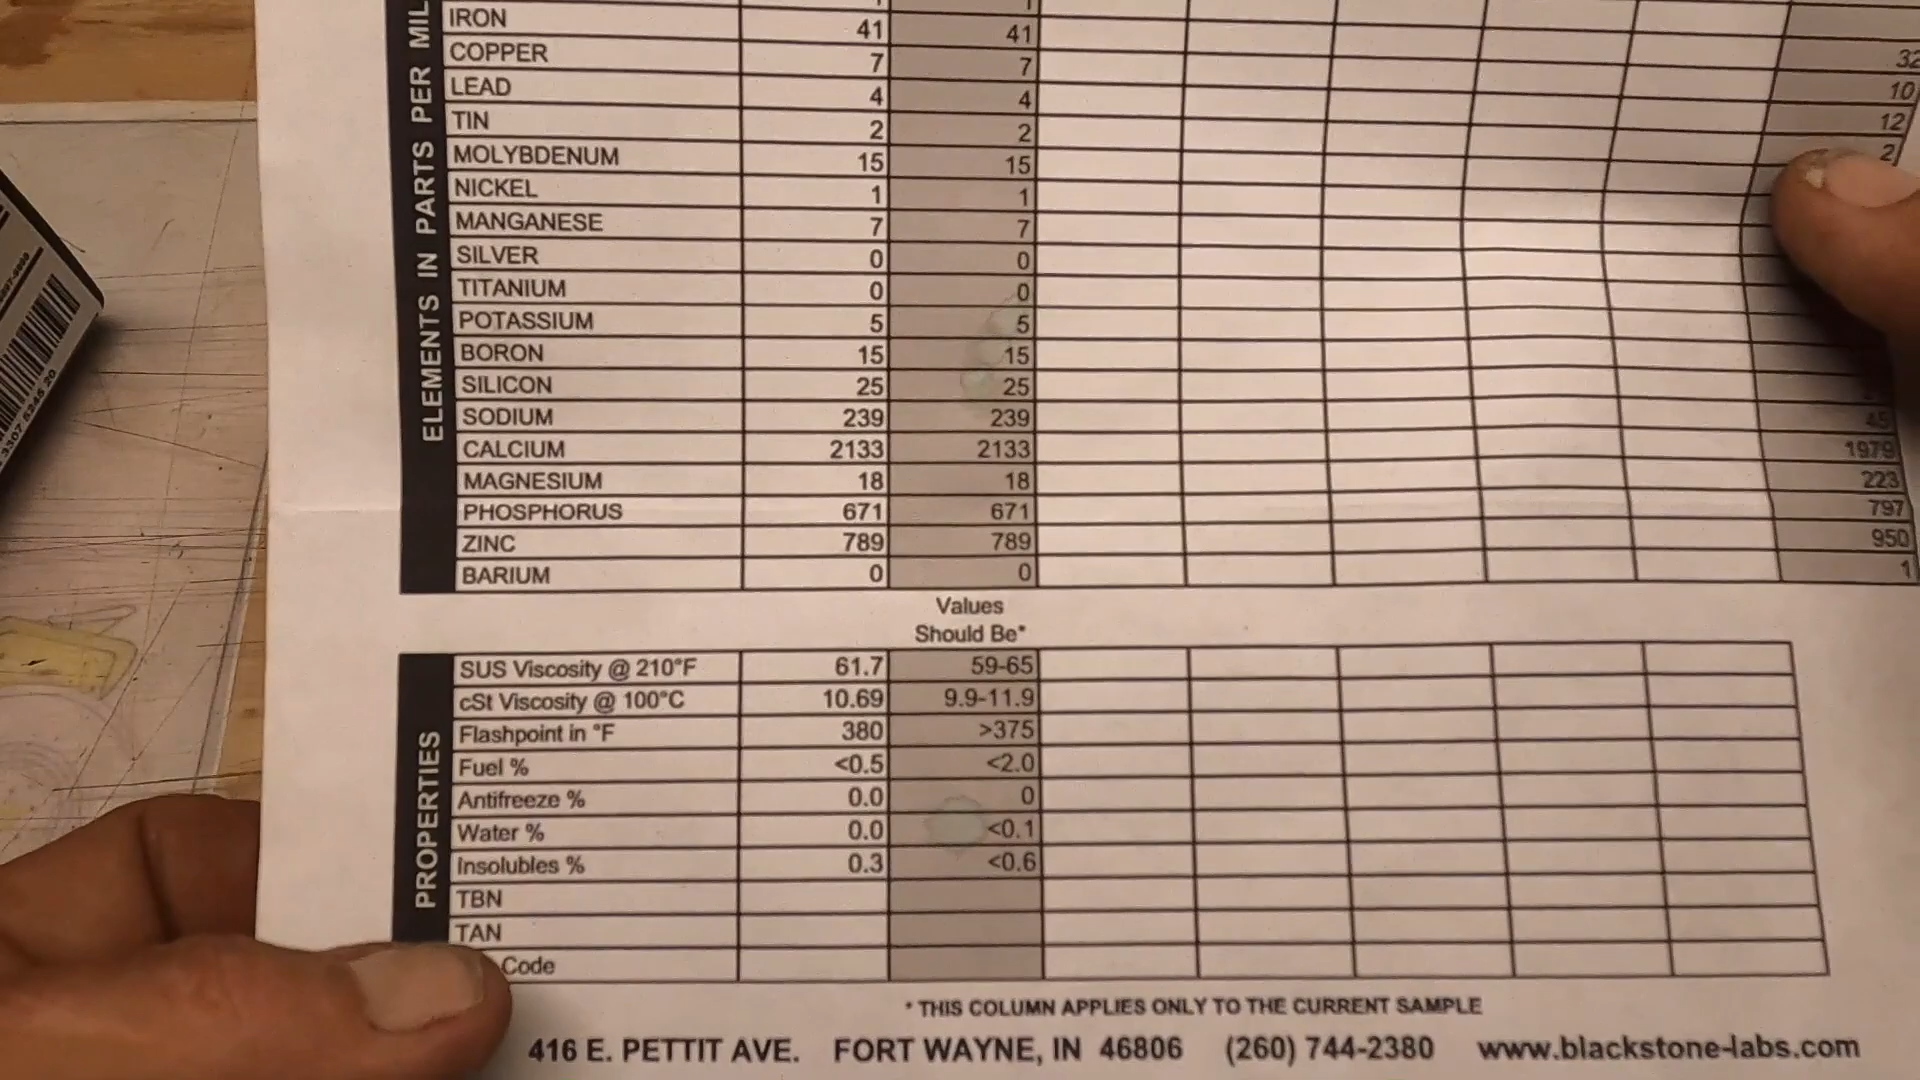 ELEMENTS IN PARTS PER MIL
IRON 41 41 32
COPPER 7 7 10
LEAD 4 4 12
TIN 2 2 2
MOLYBDENUM 15 15
NICKEL 1 1
MANGANESE 7 7
SILVER 0 0
TITANIUM 0 0
POTASSIUM 5 5
BORON 15 15
SILICON 25 25
SODIUM 239 239 45
CALCIUM 2133 2133 1979
MAGNESIUM 18 18 223
PHOSPHORUS 671 671 797
ZINC 789 789 950
BARIUM 0 0 1
Values
Should Be*
PROPERTIES
SUS Viscosity @ 210°F 61.7 59-65
cSt Viscosity @ 100°C 10.69 9.9-11.9
Flashpoint in °F 380 >375
Fuel % <0.5 <2.0
Antifreeze % 0.0 0
Water % 0.0 <0.1
Insolubles % 0.3 <0.6
TBN
TAN
Code
* THIS COLUMN APPLIES ONLY TO THE CURRENT SAMPLE
416 E. PETTIT AVE. FORT WAYNE, IN 46806 (260) 744-2380 www.blackstone-labs.com